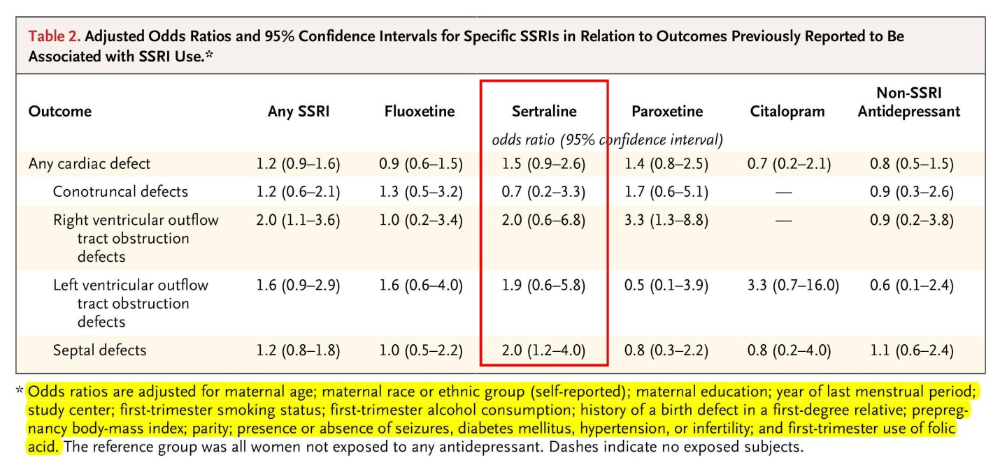 Table 2. Adjusted Odds Ratios and 95% Confidence Intervals for Specific SSRIs in Relation to Outcomes Previously Reported to Be
Associated with SSRI Use.*
Outcome Any SSRI Fluoxetine Sertraline Paroxetine Citalopram Non-SSRI Antidepressant
odds ratio (95% confidence interval)
Any cardiac defect 1.2 (0.9–1.6) 0.9 (0.6–1.5) 1.5 (0.9–2.6) 1.4 (0.8–2.5) 0.7 (0.2–2.1) 0.8 (0.5–1.5)
Conotruncal defects 1.2 (0.6–2.1) 1.3 (0.5–3.2) 0.7 (0.2–3.3) 1.7 (0.6–5.1) — 0.9 (0.3–2.6)
Right ventricular outflow 2.0 (1.1–3.6) 1.0 (0.2–3.4) 2.0 (0.6–6.8) 3.3 (1.3–8.8) — 0.9 (0.2–3.8)
tract obstruction
defects
Left ventricular outflow 1.6 (0.9–2.9) 1.6 (0.6–4.0) 1.9 (0.6–5.8) 0.5 (0.1–3.9) 3.3 (0.7–16.0) 0.6 (0.1–2.4)
tract obstruction
defects
Septal defects 1.2 (0.8–1.8) 1.0 (0.5–2.2) 2.0 (1.2–4.0) 0.8 (0.3–2.2) 0.8 (0.2–4.0) 1.1 (0.6–2.4)
* Odds ratios are adjusted for maternal age; maternal race or ethnic group (self-reported); maternal education; year of last menstrual period;
study center; first-trimester smoking status; first-trimester alcohol consumption; history of a birth defect in a first-degree relative; prepreg-
nancy body-mass index; parity; presence or absence of seizures, diabetes mellitus, hypertension, or infertility; and first-trimester use of folic
acid. The reference group was all women not exposed to any antidepressant. Dashes indicate no exposed subjects.